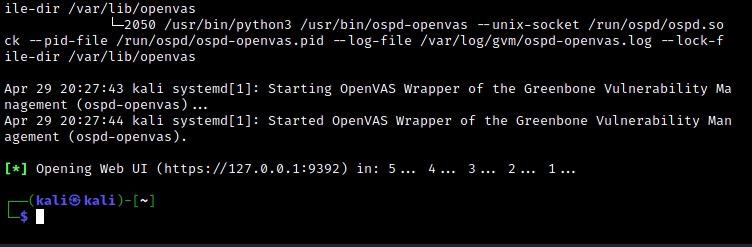 ile-dir /var/lib/openvas
└─2050 /usr/bin/python3 /usr/bin/ospd-openvas --unix-socket /run/ospd/ospd.so
ck --pid-file /run/ospd/ospd-openvas.pid --log-file /var/log/gvm/ospd-openvas.log --lock-f
ile-dir /var/lib/openvas
Apr 29 20:27:43 kali systemd[1]: Starting OpenVAS Wrapper of the Greenbone Vulnerability Ma
nagement (ospd-openvas)...
Apr 29 20:27:44 kali systemd[1]: Started OpenVAS Wrapper of the Greenbone Vulnerability Man
agement (ospd-openvas).
[*] Opening Web UI (https://127.0.0.1:9392) in: 5... 4... 3... 2... 1...
┌──(kali㉿kali)-[~]
└─$